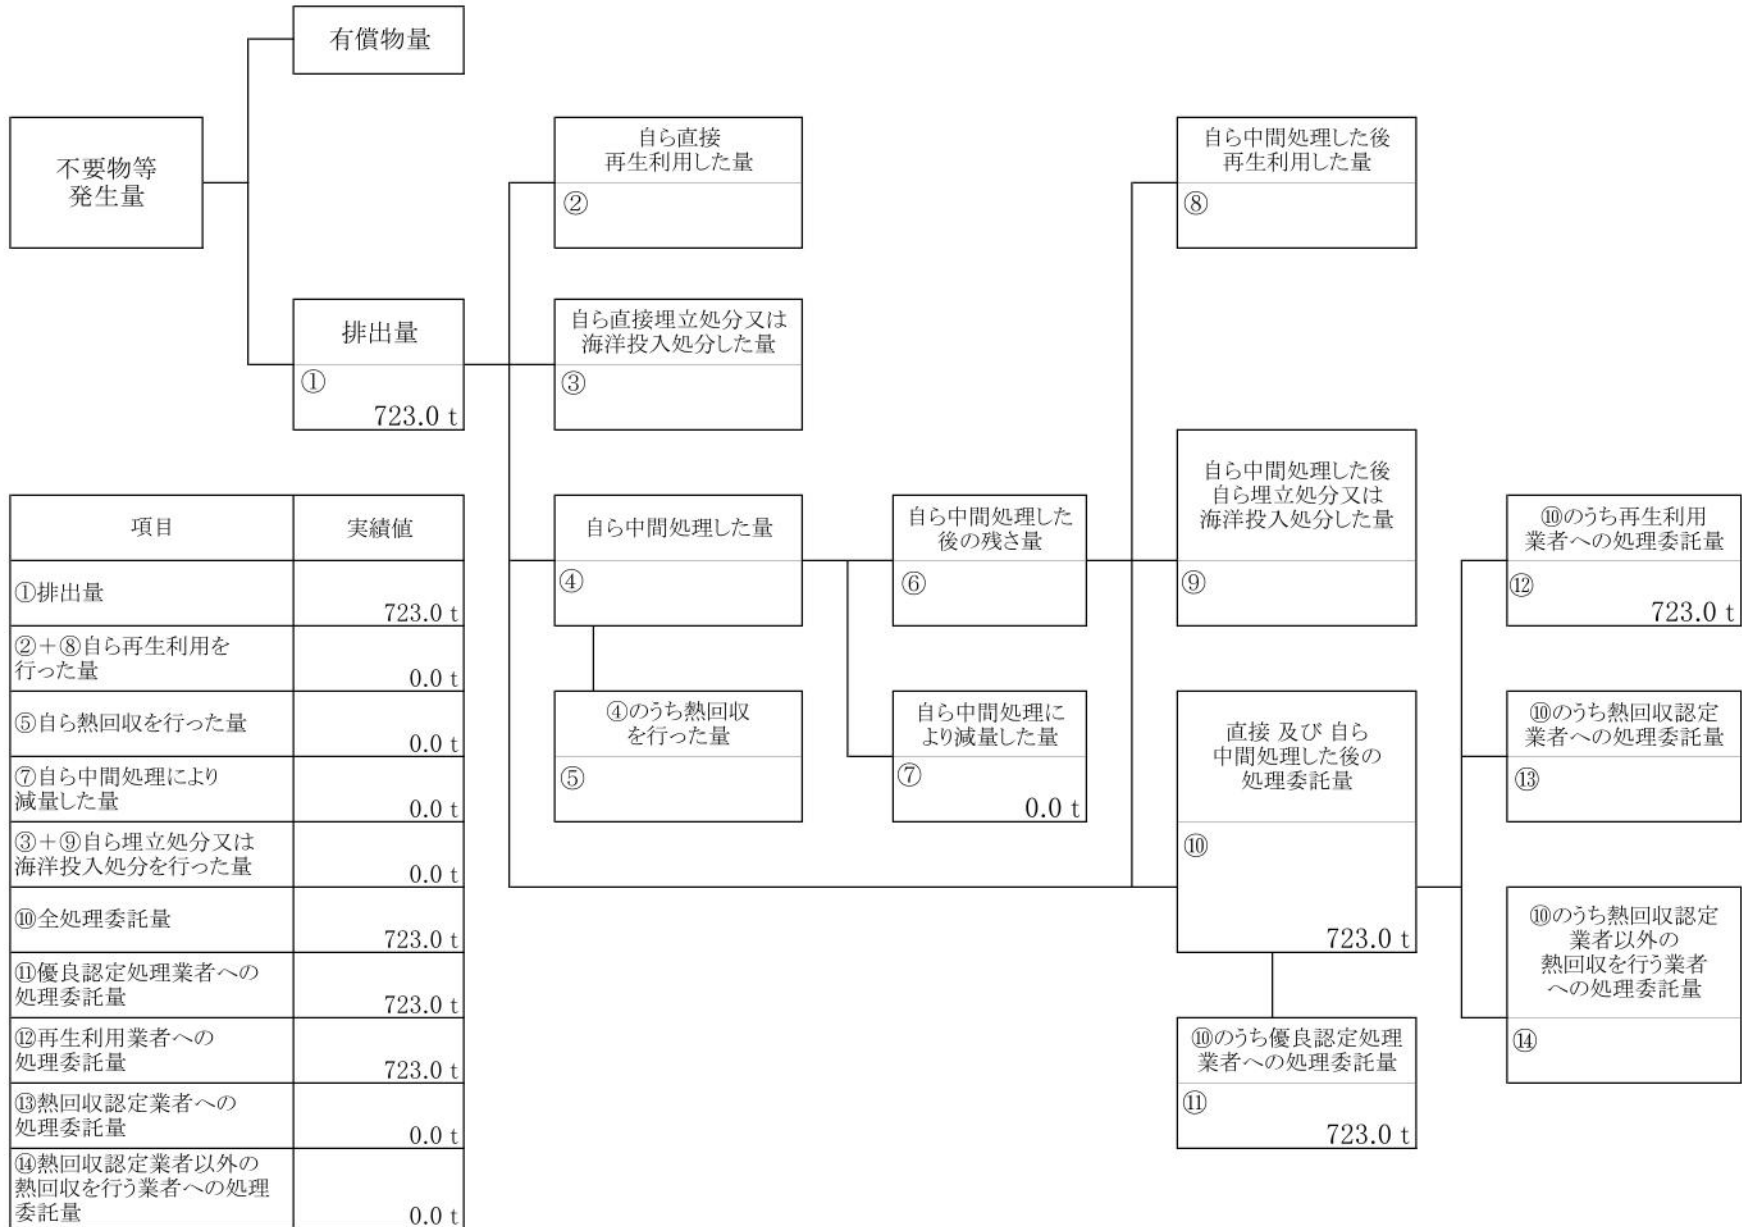 有償物量
不要物等
発生量
自ら直接
再生利用した量
②
自ら中間処理した後
再生利用した量
⑧
排出量
①
723.0 t
自ら直接埋立処分又は
海洋投入処分した量
③
自ら中間処理した量
④
自ら中間処理した
後の残さ量
⑥
自ら中間処理した後
自ら埋立処分又は
海洋投入処分した量
⑨
⑩のうち再生利用
業者への処理委託量
⑫
723.0 t
④のうち熱回収
を行った量
⑤
自ら中間処理に
より減量した量
⑦
0.0 t
直接 及び 自ら
中間処理した後の
処理委託量
⑩
723.0 t
⑩のうち熱回収認定
業者への処理委託量
⑬
⑩のうち熱回収認定
業者以外の
熱回収を行う業者
への処理委託量
⑭
⑩のうち優良認定処理
業者への処理委託量
⑪
723.0 t
項目 実績値
①排出量
723.0 t
②+⑧自ら再生利用を
行った量
0.0 t
⑤自ら熱回収を行った量
0.0 t
⑦自ら中間処理により
減量した量
0.0 t
③+⑨自ら埋立処分又は
海洋投入処分を行った量
0.0 t
⑩全処理委託量
723.0 t
⑪優良認定処理業者への
処理委託量
723.0 t
⑫再生利用業者への
処理委託量
723.0 t
⑬熱回収認定業者への
処理委託量
0.0 t
⑭熱回収認定業者以外の
熱回収を行う業者への処理
委託量
0.0 t